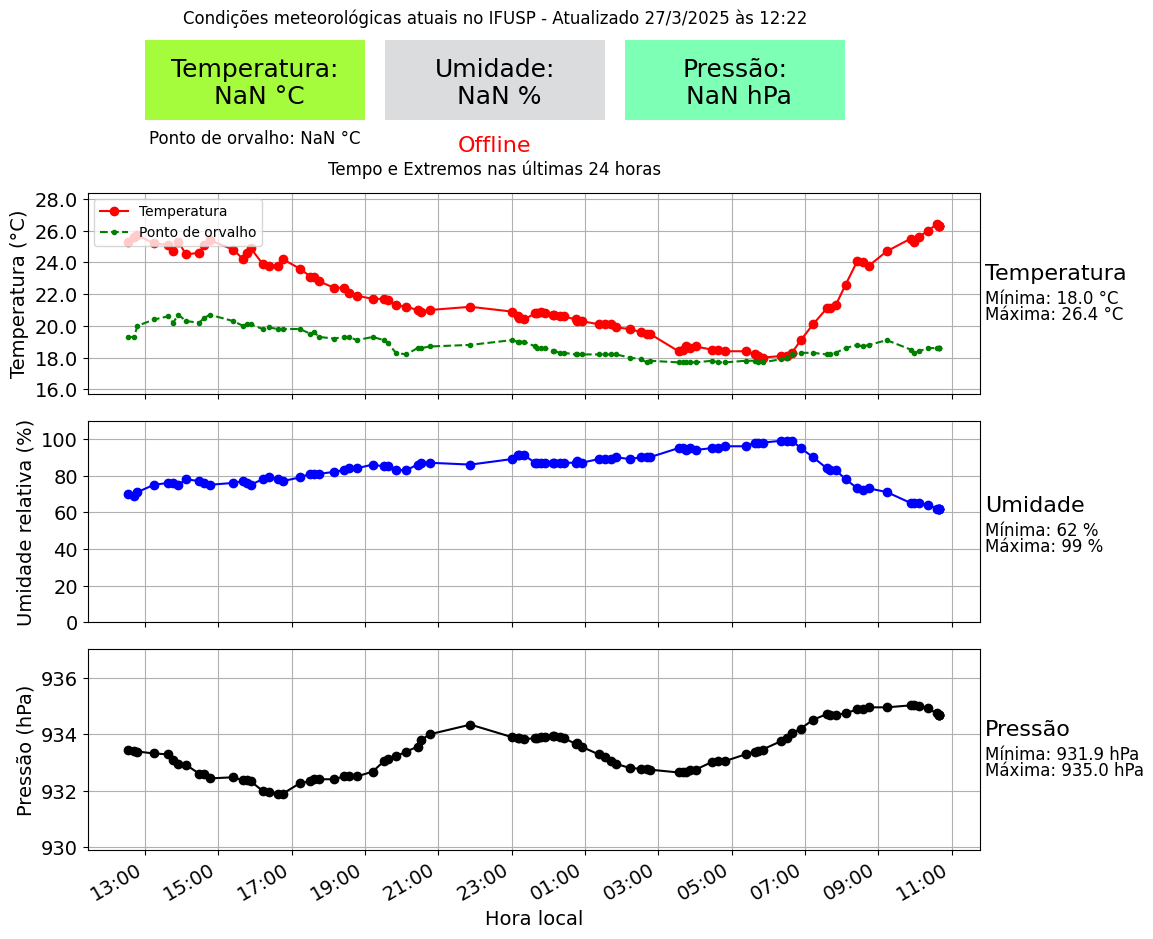 Condições meteorológicas atuais no IFUSP - Atualizado 27/3/2025 às 12:22
Temperatura:
NaN °C
Umidade:
NaN %
Pressão:
NaN hPa
Ponto de orvalho: NaN °C
Offline
Tempo e Extremos nas últimas 24 horas
Temperatura (°C)
28.0
26.0
24.0
22.0
20.0
18.0
16.0
Temperatura
Ponto de orvalho
Temperatura
Mínima: 18.0 °C
Máxima: 26.4 °C
Umidade relativa (%)
100
80
60
40
20
0
Umidade
Mínima: 62 %
Máxima: 99 %
Pressão (hPa)
936
934
932
930
Pressão
Mínima: 931.9 hPa
Máxima: 935.0 hPa
13:00
15:00
17:00
19:00
21:00
23:00
01:00
03:00
05:00
07:00
09:00
11:00
Hora local